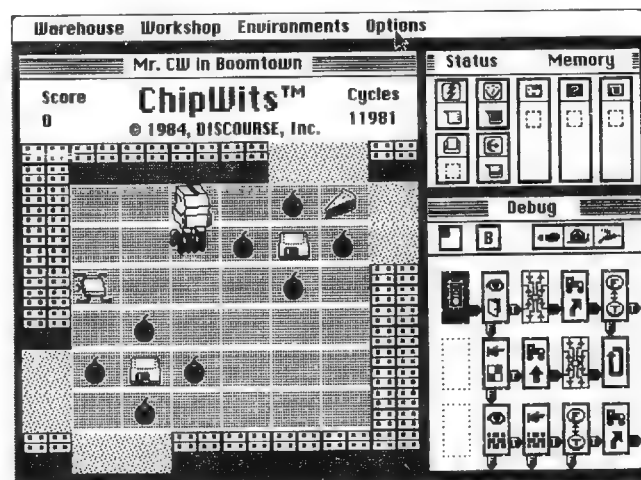 Warehouse Workshop Environments Options
Mr. CW in Boomtown
Score
0
ChipWits™
© 1984, DISCOURSE, Inc.
Cycles
11981
Status Memory
?
Debug
B
F
T
F
T